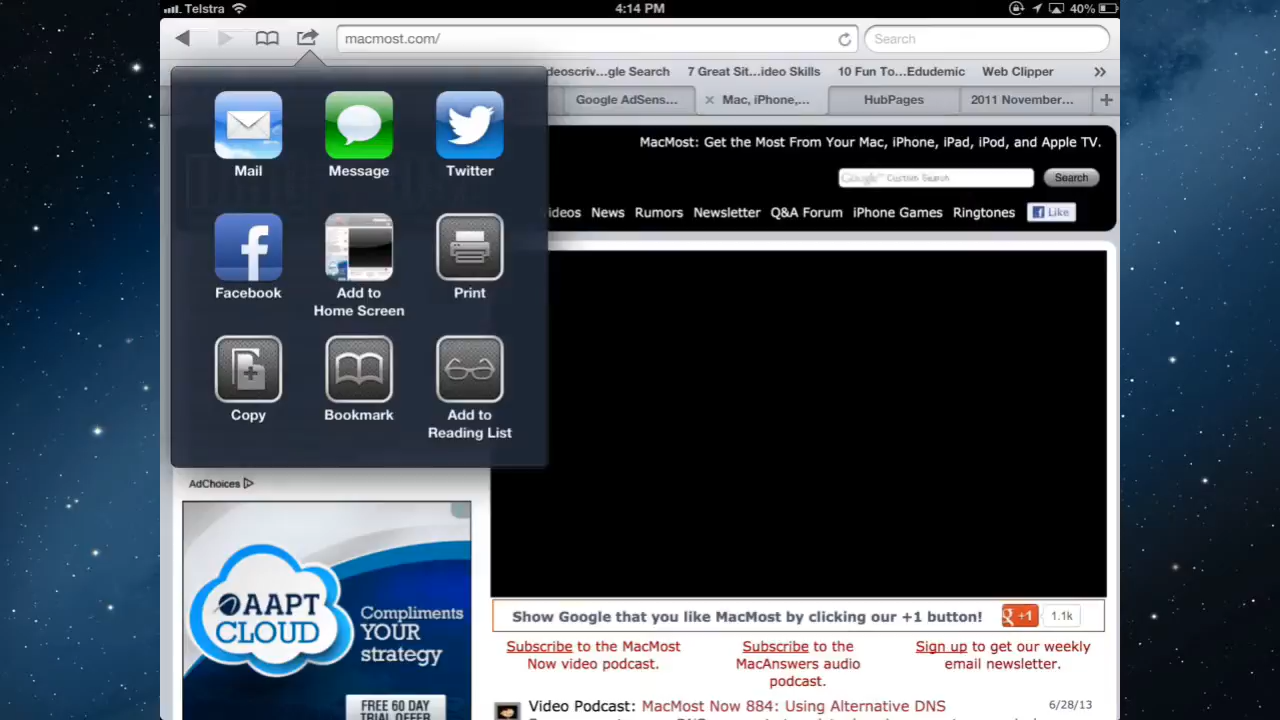 Telstra
4:14 PM
40%
macmost.com/
Search
deoscriv...gle Search
7 Great Sit...ideo Skills
10 Fun To...Edudemic
Web Clipper
Google AdSens...
Mac, iPhone,...
HubPages
2011 November...
Mail
Message
Twitter
Facebook
Add to
Home Screen
Print
Copy
Bookmark
Add to
Reading List
MacMost: Get the Most From Your Mac, iPhone, iPad, iPod, and Apple TV.
Google™ Custom Search
Search
ideos News Rumors Newsletter Q&A Forum iPhone Games Ringtones
Like
AdChoices
AAPT
CLOUD
Compliments
YOUR
strategy
FREE 60 DAY
TRIAL OFFER
Show Google that you like MacMost by clicking our +1 button!
g +1
1.1k
Subscribe to the MacMost
Now video podcast.
Subscribe to the
MacAnswers audio
podcast.
Sign up to get our weekly
email newsletter.
Video Podcast: MacMost Now 884: Using Alternative DNS
6/28/13